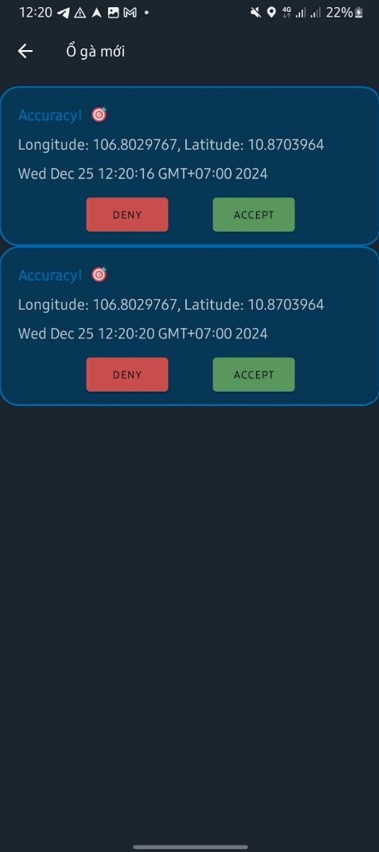 12:20 4G 22%
Ổ gà mới
Accuracy! 🎯
Longitude: 106.8029767, Latitude: 10.8703964
Wed Dec 25 12:20:16 GMT+07:00 2024
DENY ACCEPT
Accuracy! 🎯
Longitude: 106.8029767, Latitude: 10.8703964
Wed Dec 25 12:20:20 GMT+07:00 2024
DENY ACCEPT